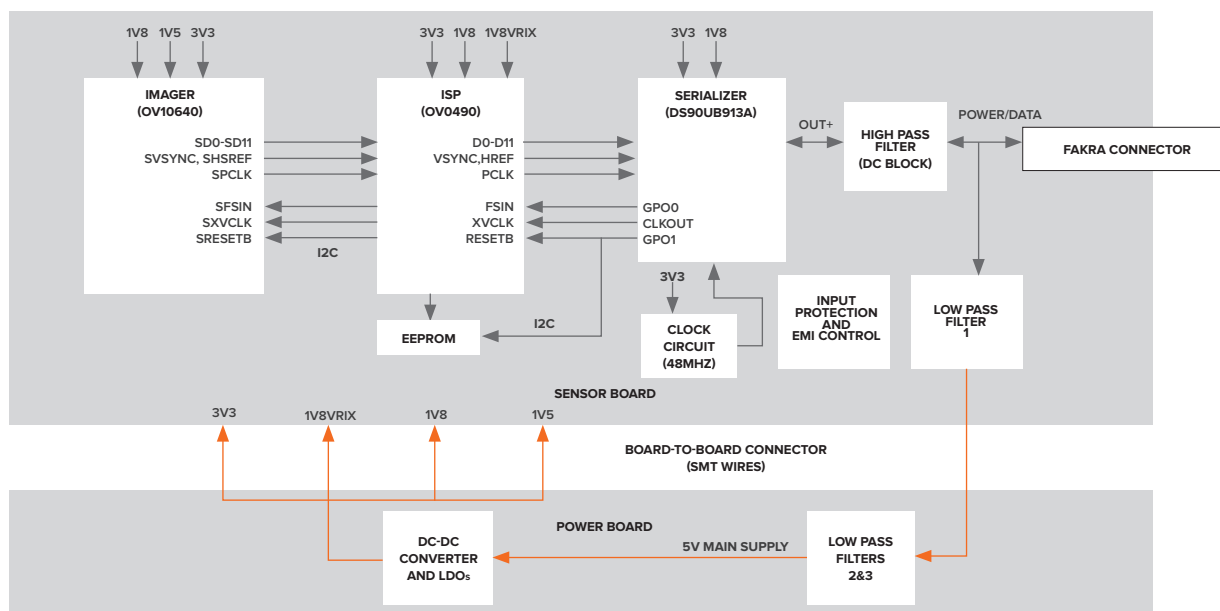 1V8 1V5 3V3
3V3 1V8 1V8VRIX
3V3 1V8
IMAGER
(OV10640)
SD0-SD11
SVSYNC, SHSREF
SPCLK
SFSIN
SXVCLK
SRESETB
I2C
ISP
(OV0490)
D0-D11
VSYNC,HREF
PCLK
FSIN
XVCLK
RESETB
SERIALIZER
(DS90UB913A)
GPO0
CLKOUT
GPO1
OUT+
HIGH PASS
FILTER
(DC BLOCK)
POWER/DATA
FAKRA CONNECTOR
EEPROM
I2C
3V3
CLOCK
CIRCUIT
(48MHZ)
INPUT
PROTECTION
AND
EMI CONTROL
LOW PASS
FILTER
1
SENSOR BOARD
3V3
1V8VRIX
1V8
1V5
BOARD-TO-BOARD CONNECTOR
(SMT WIRES)
POWER BOARD
DC-DC
CONVERTER
AND LDOs
5V MAIN SUPPLY
LOW PASS
FILTERS
2&3